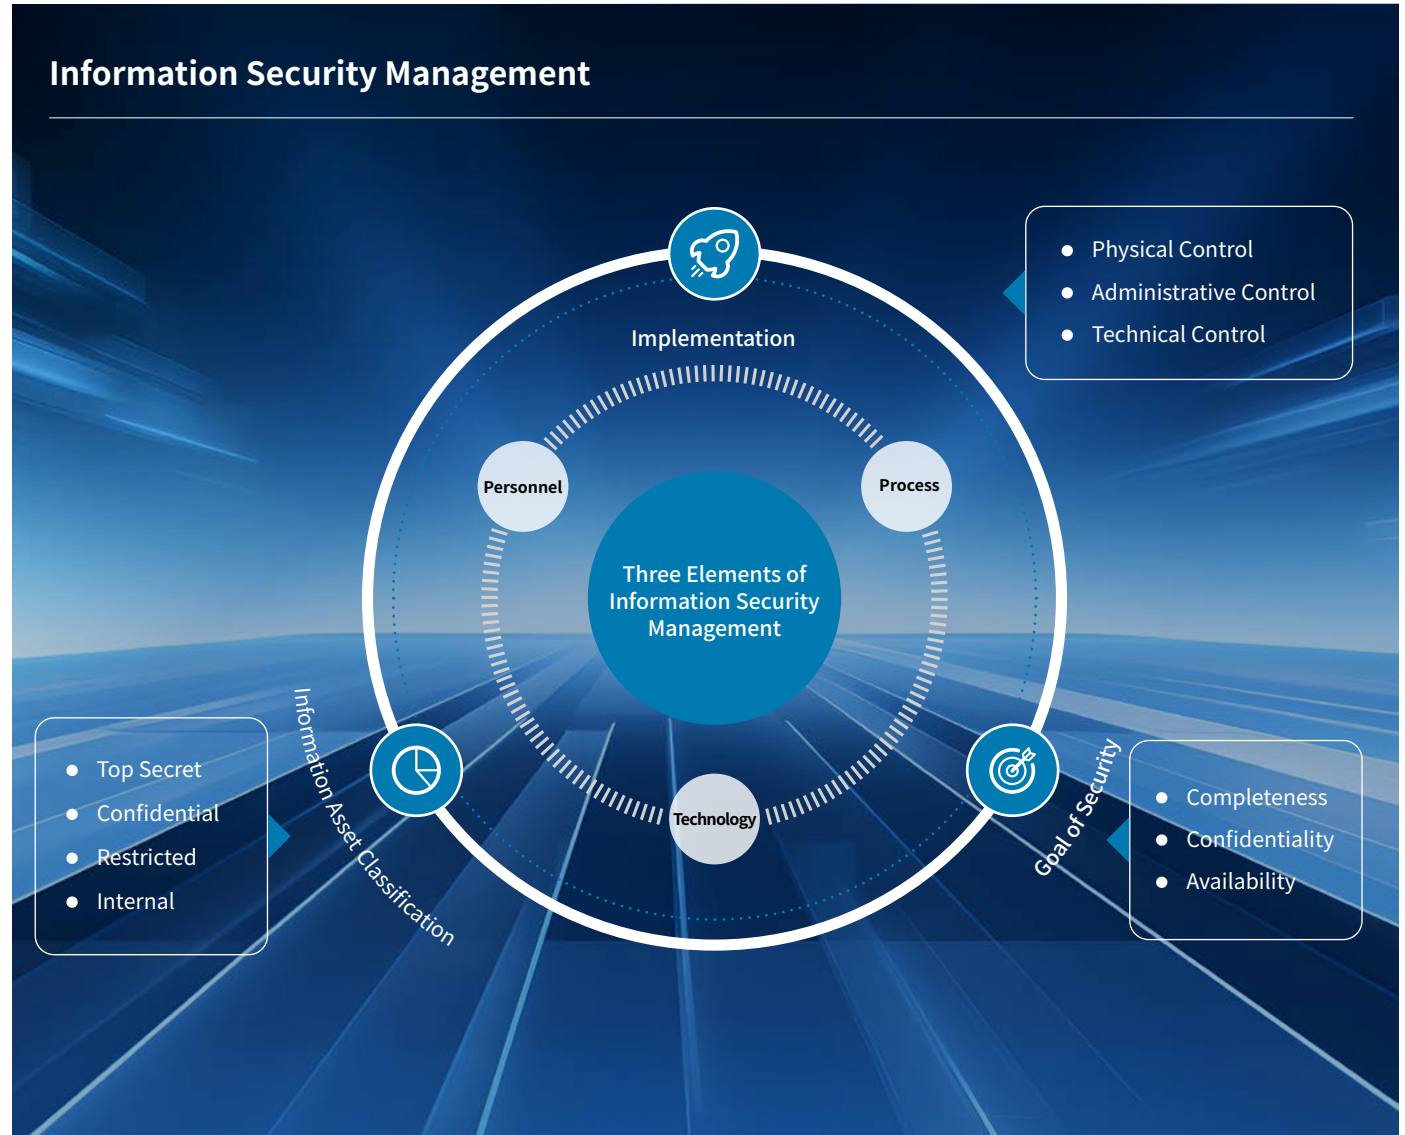 Information Security Management
Physical Control
Administrative Control
Technical Control
Implementation
Personnel
Process
Three Elements of
Information Security
Management
Technology
Information Asset Classification
Top Secret
Confidential
Restricted
Internal
Goal of Security
Completeness
Confidentiality
Availability